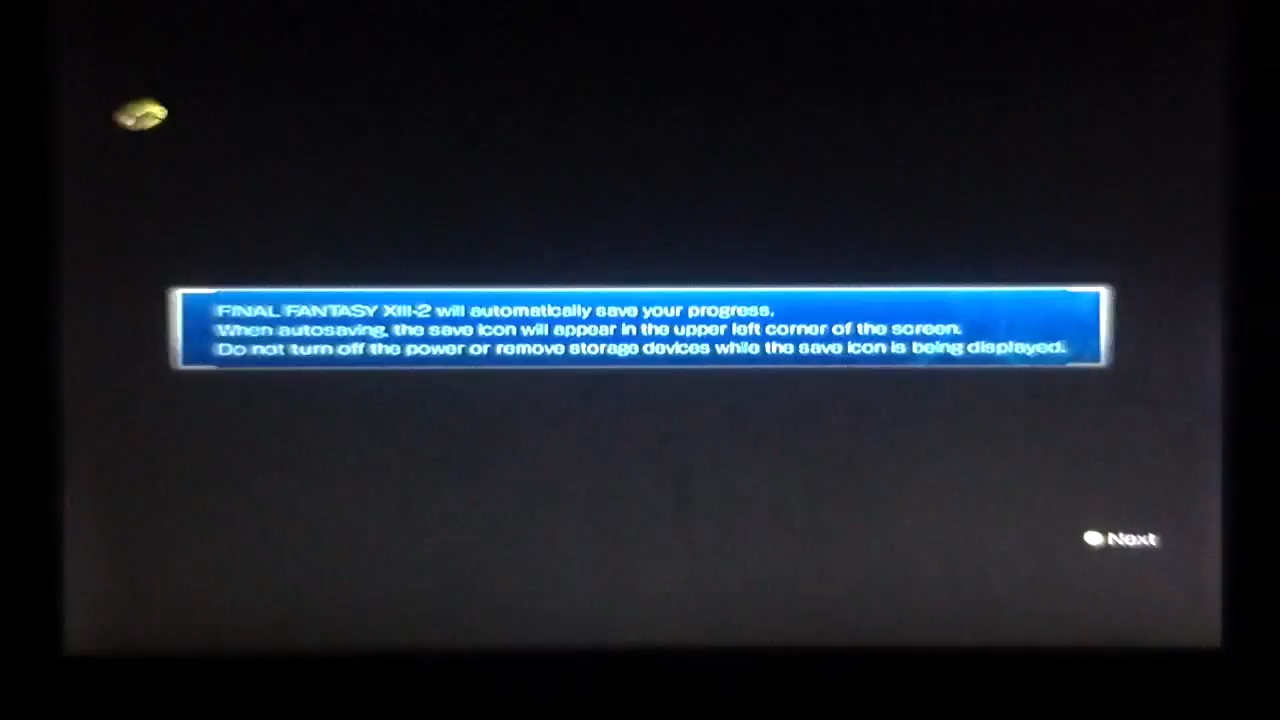 FINAL FANTASY XIII-2 will automatically save your progress.
When autosaving, the save icon will appear in the upper left corner of the screen.
Do not turn off the power or remove storage devices while the save icon is being displayed.
Next